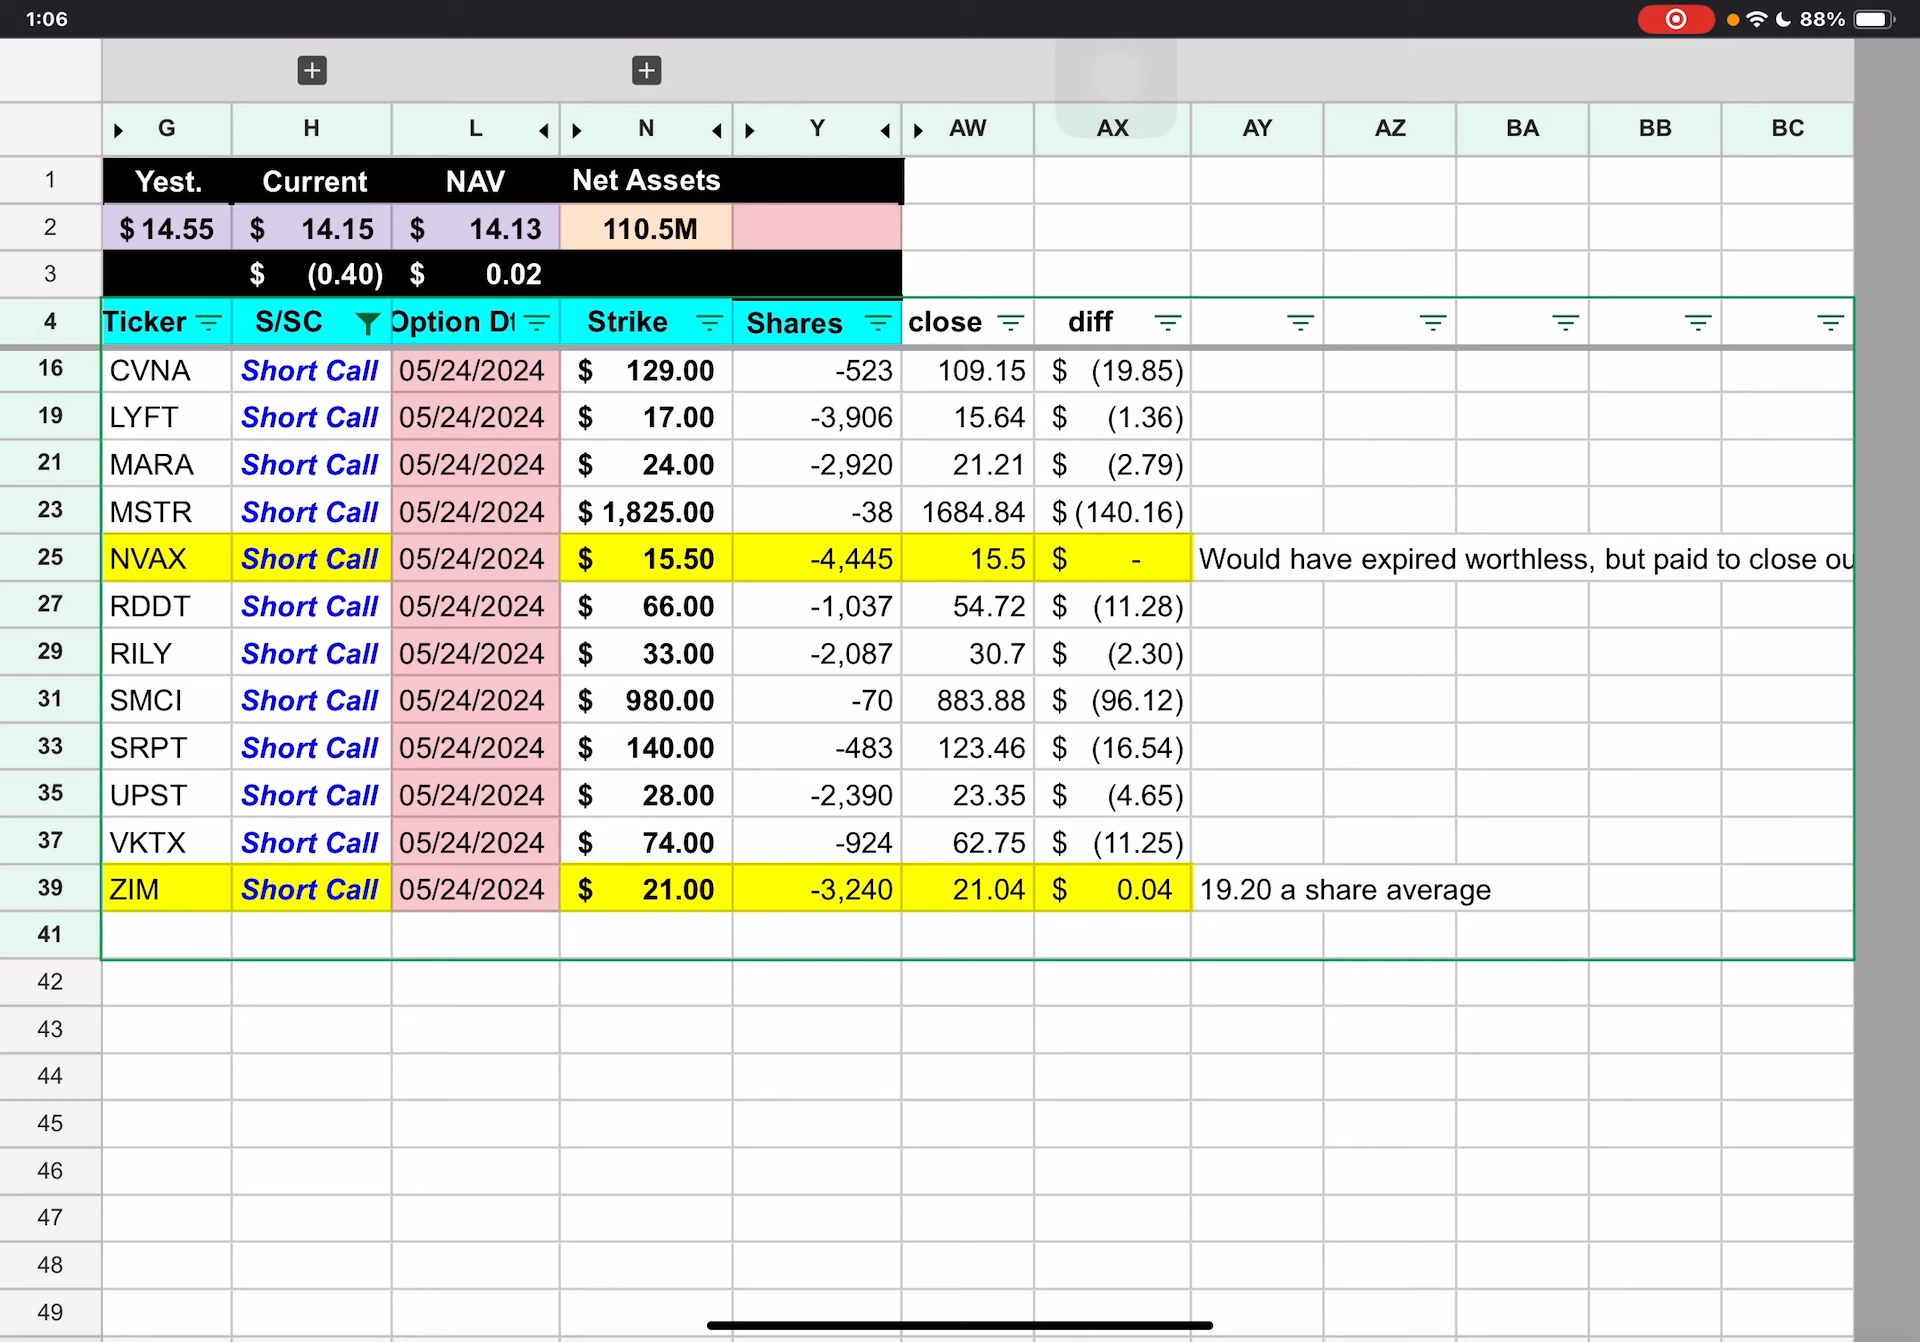 1:06
88%
G H L N Y AW AX AY AZ BA BB BC
1 Yest. Current NAV Net Assets
2 $ 14.55 $ 14.15 $ 14.13 110.5M
3 $ (0.40) $ 0.02
4 Ticker S/SC Option Strike Shares close diff
16 CVNA Short Call 05/24/2024 $ 129.00 -523 109.15 $ (19.85)
19 LYFT Short Call 05/24/2024 $ 17.00 -3,906 15.64 $ (1.36)
21 MARA Short Call 05/24/2024 $ 24.00 -2,920 21.21 $ (2.79)
23 MSTR Short Call 05/24/2024 $ 1,825.00 -38 1684.84 $ (140.16)
25 NVAX Short Call 05/24/2024 $ 15.50 -4,445 15.5 $ - Would have expired worthless, but paid to close ou
27 RDDT Short Call 05/24/2024 $ 66.00 -1,037 54.72 $ (11.28)
29 RILY Short Call 05/24/2024 $ 33.00 -2,087 30.7 $ (2.30)
31 SMCI Short Call 05/24/2024 $ 980.00 -70 883.88 $ (96.12)
33 SRPT Short Call 05/24/2024 $ 140.00 -483 123.46 $ (16.54)
35 UPST Short Call 05/24/2024 $ 28.00 -2,390 23.35 $ (4.65)
37 VKTX Short Call 05/24/2024 $ 74.00 -924 62.75 $ (11.25)
39 ZIM Short Call 05/24/2024 $ 21.00 -3,240 21.04 $ 0.04 19.20 a share average
41
42
43
44
45
46
47
48
49